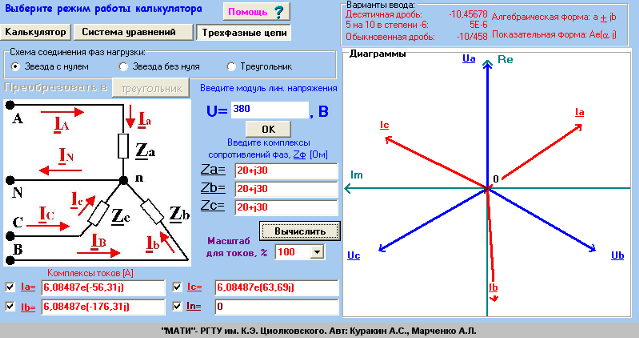 Выберите режим работы калькулятора
Помощь ?
Калькулятор
Система уравнений
Трехфазные цепи
Варианты ввода:
Десятичная дробь: -10,45678
5 на 10 в степени -6: 5E-6
Обыкновенной дробь: -10/458
Алгебраическая форма: a + jb
Показательная форма: Ae(α j)
Схема соединения фаз нагрузки:
Звезда с нулем
Звезда без нуля
Треугольник
Преобразовать в
треугольник
Введите модуль лин. напряжения
U= 380 , В
OK
Введите комплексы
сопротивлений фаз, Zф [Ом]
Za= 20+j30
Zb= 20+j30
Zc= 20+j30
Вычислить
Масштаб
для токов, %
100
A
IA
Ia
Za
IN
N
n
Ic
C
IC
Zc
Zb
Ib
B
IB
Комплексы токов [А]
Ia= 6,08487e(-56,31j)
Ic= 6,08487e(63,69j)
Ib= 6,08487e(-176,31j)
In= 0
Диаграммы
Ua
Re
Ic
Ia
Im
0
Uc
Ub
Ib
"МАТИ"- РГТУ им. К.Э. Циолковского. Авт: Куракин А.С., Марченко А.Л.